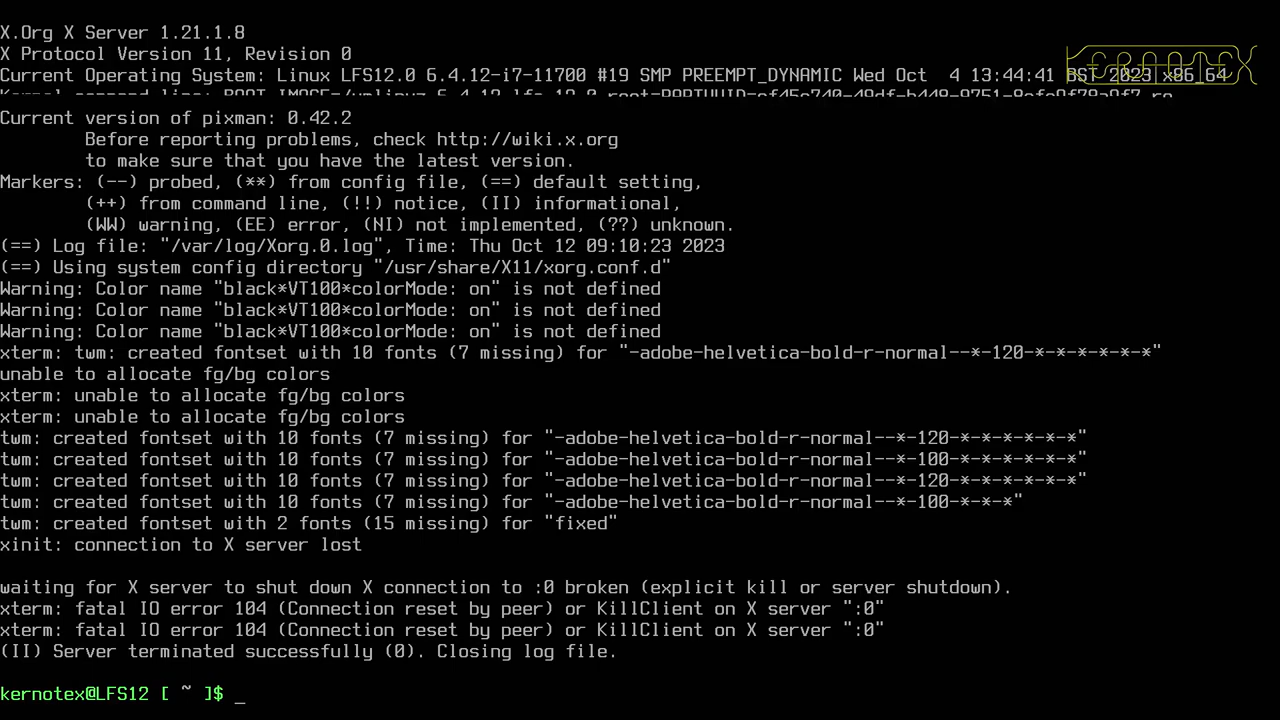 X.Org X Server 1.21.1.8
X Protocol Version 11, Revision 0
Current Operating System: Linux LFS12.0 6.4.12-i7-11700 #19 SMP PREEMPT_DYNAMIC Wed Oct  4 13:44:41 BST 2023 x86_64
KERNOTEX
Current version of pixman: 0.42.2
Before reporting problems, check http://wiki.x.org
to make sure that you have the latest version.
Markers: (--) probed, (**) from config file, (==) default setting,
(++) from command line, (!!) notice, (II) informational,
(WW) warning, (EE) error, (NI) not implemented, (??) unknown.
(==) Log file: "/var/log/Xorg.0.log", Time: Thu Oct 12 09:10:23 2023
(==) Using system config directory "/usr/share/X11/xorg.conf.d"
Warning: Color name "black*VT100*colorMode: on" is not defined
Warning: Color name "black*VT100*colorMode: on" is not defined
Warning: Color name "black*VT100*colorMode: on" is not defined
xterm: twm: created fontset with 10 fonts (7 missing) for "-adobe-helvetica-bold-r-normal--*-120-*-*-*-*-*-*"
unable to allocate fg/bg colors
xterm: unable to allocate fg/bg colors
xterm: unable to allocate fg/bg colors
twm: created fontset with 10 fonts (7 missing) for "-adobe-helvetica-bold-r-normal--*-120-*-*-*-*-*-*"
twm: created fontset with 10 fonts (7 missing) for "-adobe-helvetica-bold-r-normal--*-100-*-*-*-*-*-*"
twm: created fontset with 10 fonts (7 missing) for "-adobe-helvetica-bold-r-normal--*-120-*-*-*-*-*-*"
twm: created fontset with 10 fonts (7 missing) for "-adobe-helvetica-bold-r-normal--*-100-*-*-*"
twm: created fontset with 2 fonts (15 missing) for "fixed"
xinit: connection to X server lost
waiting for X server to shut down X connection to :0 broken (explicit kill or server shutdown).
xterm: fatal IO error 104 (Connection reset by peer) or KillClient on X server ":0"
xterm: fatal IO error 104 (Connection reset by peer) or KillClient on X server ":0"
(II) Server terminated successfully (0). Closing log file.
kernotex@LFS12 [ ~ ]$ _